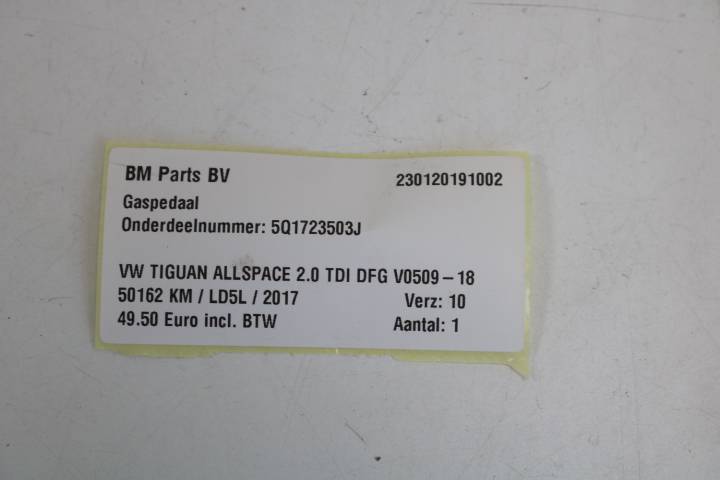 BM Parts BV 230120191002
Gaspedaal
Onderdeelnummer: 5Q1723503J
VW TIGUAN ALLSPACE 2.0 TDI DFG V0509-18
50162 KM / LD5L / 2017 Verz: 10
49.50 Euro incl. BTW Aantal: 1